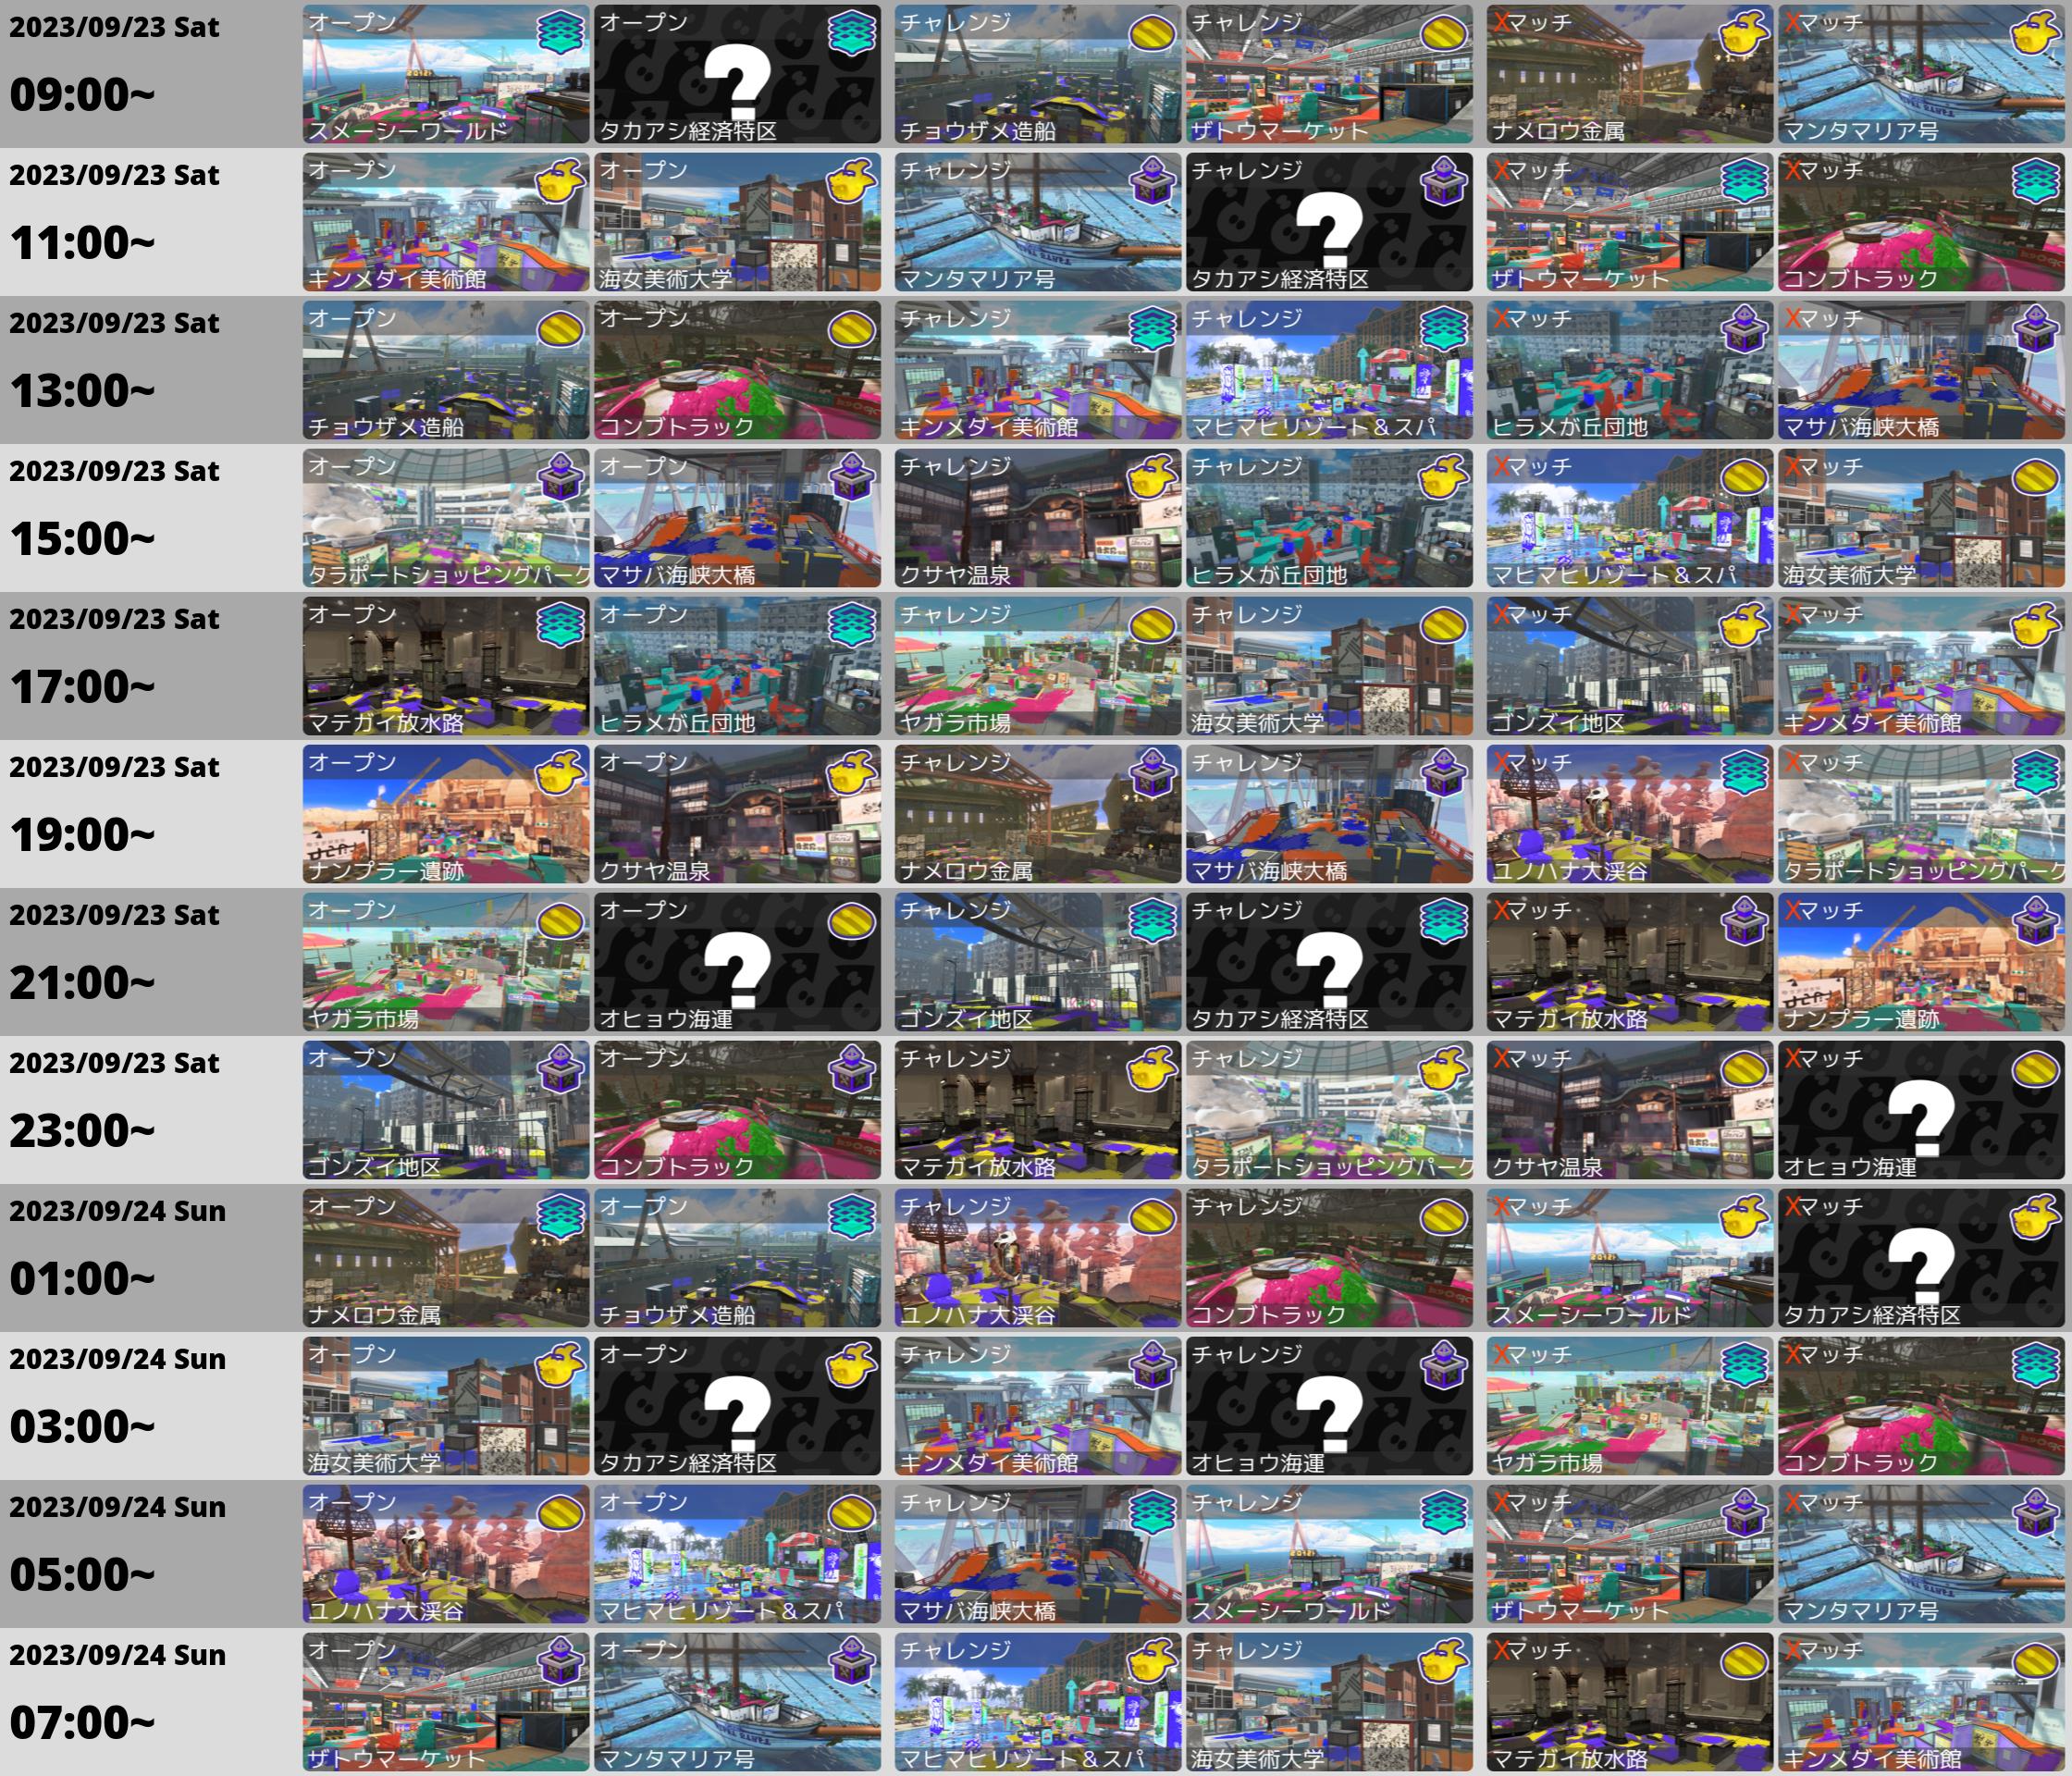 2023/09/23 Sat
09:00~
オープン
スメーシーワールド
オープン
タカアシ経済特区
チャレンジ
チョウザメ造船
チャレンジ
ザトウマーケット
Xマッチ
ナメロウ金属
Xマッチ
マンタマリア号
2023/09/23 Sat
11:00~
オープン
キンメダイ美術館
オープン
海女美術大学
チャレンジ
マンタマリア号
チャレンジ
タカアシ経済特区
Xマッチ
ザトウマーケット
Xマッチ
コンブトラック
2023/09/23 Sat
13:00~
オープン
チョウザメ造船
オープン
コンブトラック
チャレンジ
キンメダイ美術館
チャレンジ
マヒマヒリゾート＆スパ
Xマッチ
ヒラメが丘団地
Xマッチ
マサバ海峡大橋
2023/09/23 Sat
15:00~
オープン
タラポートショッピングパーク
オープン
マサバ海峡大橋
チャレンジ
クサヤ温泉
チャレンジ
ヒラメが丘団地
Xマッチ
マヒマヒリゾート＆スパ
Xマッチ
海女美術大学
2023/09/23 Sat
17:00~
オープン
マテガイ放水路
オープン
ヒラメが丘団地
チャレンジ
ヤガラ市場
チャレンジ
海女美術大学
Xマッチ
ゴンズイ地区
Xマッチ
キンメダイ美術館
2023/09/23 Sat
19:00~
オープン
ナンプラー遺跡
オープン
クサヤ温泉
チャレンジ
ナメロウ金属
チャレンジ
マサバ海峡大橋
Xマッチ
ユノハナ大渓谷
Xマッチ
タラポートショッピングパーク
2023/09/23 Sat
21:00~
オープン
ヤガラ市場
オープン
オヒョウ海運
チャレンジ
ゴンズイ地区
チャレンジ
タカアシ経済特区
Xマッチ
マテガイ放水路
Xマッチ
ナンプラー遺跡
2023/09/23 Sat
23:00~
オープン
ゴンズイ地区
オープン
コンブトラック
チャレンジ
マテガイ放水路
チャレンジ
タラポートショッピングパーク
Xマッチ
クサヤ温泉
Xマッチ
オヒョウ海運
2023/09/24 Sun
01:00~
オープン
ナメロウ金属
オープン
チョウザメ造船
チャレンジ
ユノハナ大渓谷
チャレンジ
コンブトラック
Xマッチ
スメーシーワールド
Xマッチ
タカアシ経済特区
2023/09/24 Sun
03:00~
オープン
海女美術大学
オープン
タカアシ経済特区
チャレンジ
キンメダイ美術館
チャレンジ
オヒョウ海運
Xマッチ
ヤガラ市場
Xマッチ
コンブトラック
2023/09/24 Sun
05:00~
オープン
ユノハナ大渓谷
オープン
マヒマヒリゾート＆スパ
チャレンジ
マサバ海峡大橋
チャレンジ
スメーシーワールド
Xマッチ
ザトウマーケット
Xマッチ
マンタマリア号
2023/09/24 Sun
07:00~
オープン
ザトウマーケット
オープン
マンタマリア号
チャレンジ
マヒマヒリゾート＆スパ
チャレンジ
海女美術大学
Xマッチ
マテガイ放水路
Xマッチ
キンメダイ美術館